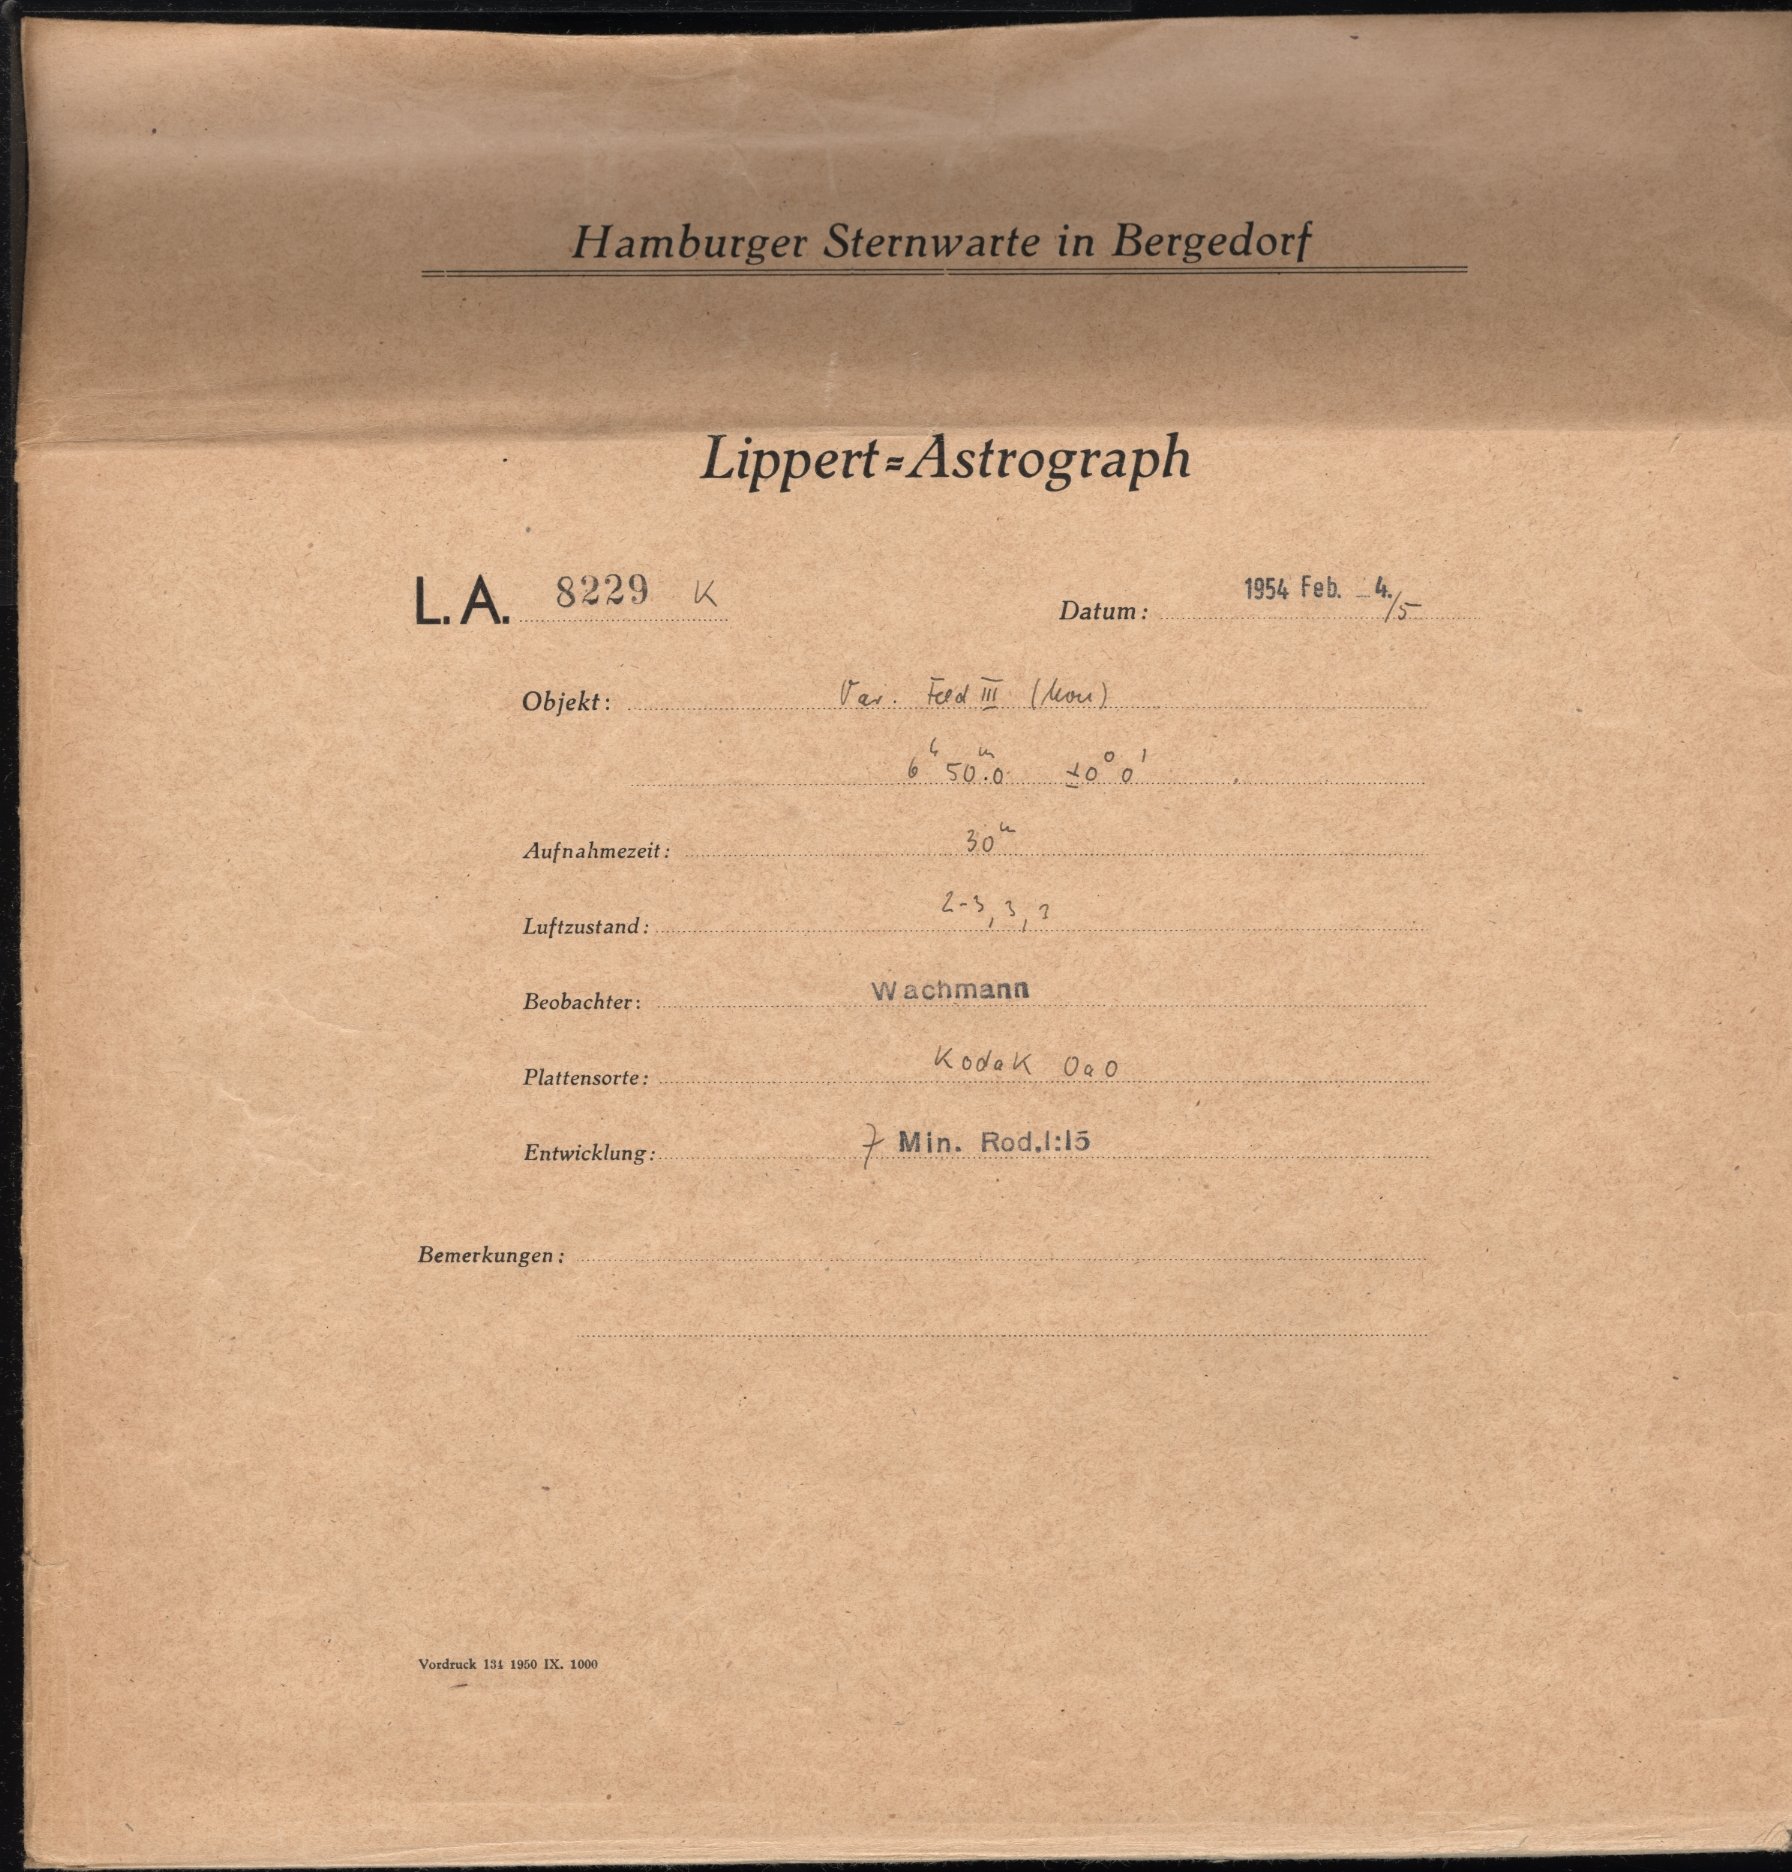 Hamburger Sternwarte in Bergedorf
Lippert=Astrograph
L.A. 8229 K
Datum: 1954 Feb. 4./5
Objekt: Var. Feld III (Mon)
6ʰ 50ᵐ.0 ±0° 0'
Aufnahmezeit: 30ᵐ
Luftzustand: 2-3, 3, 3
Beobachter: Wachmann
Plattensorte: Kodak OaO
Entwicklung: 7 Min. Rod.1:15
Bemerkungen:
Vordruck 134 1950 IX. 1000